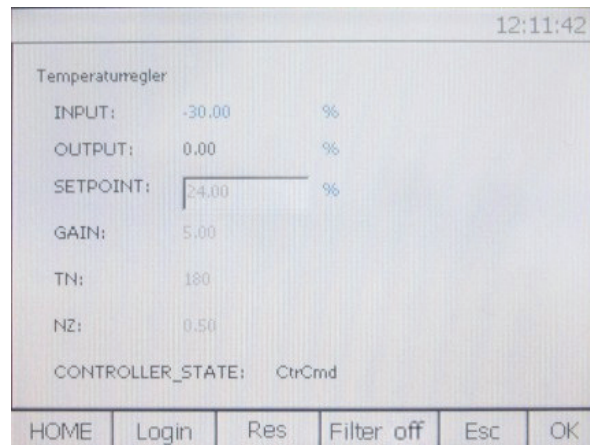 12:11:42
Temperaturregler
INPUT: -30.00 %
OUTPUT: 0.00 %
SETPOINT: 24.00 %
GAIN: 5.00
TN: 180
NZ: 0.50
CONTROLLER_STATE: CtrCmd
HOME Login Res Filter off Esc OK